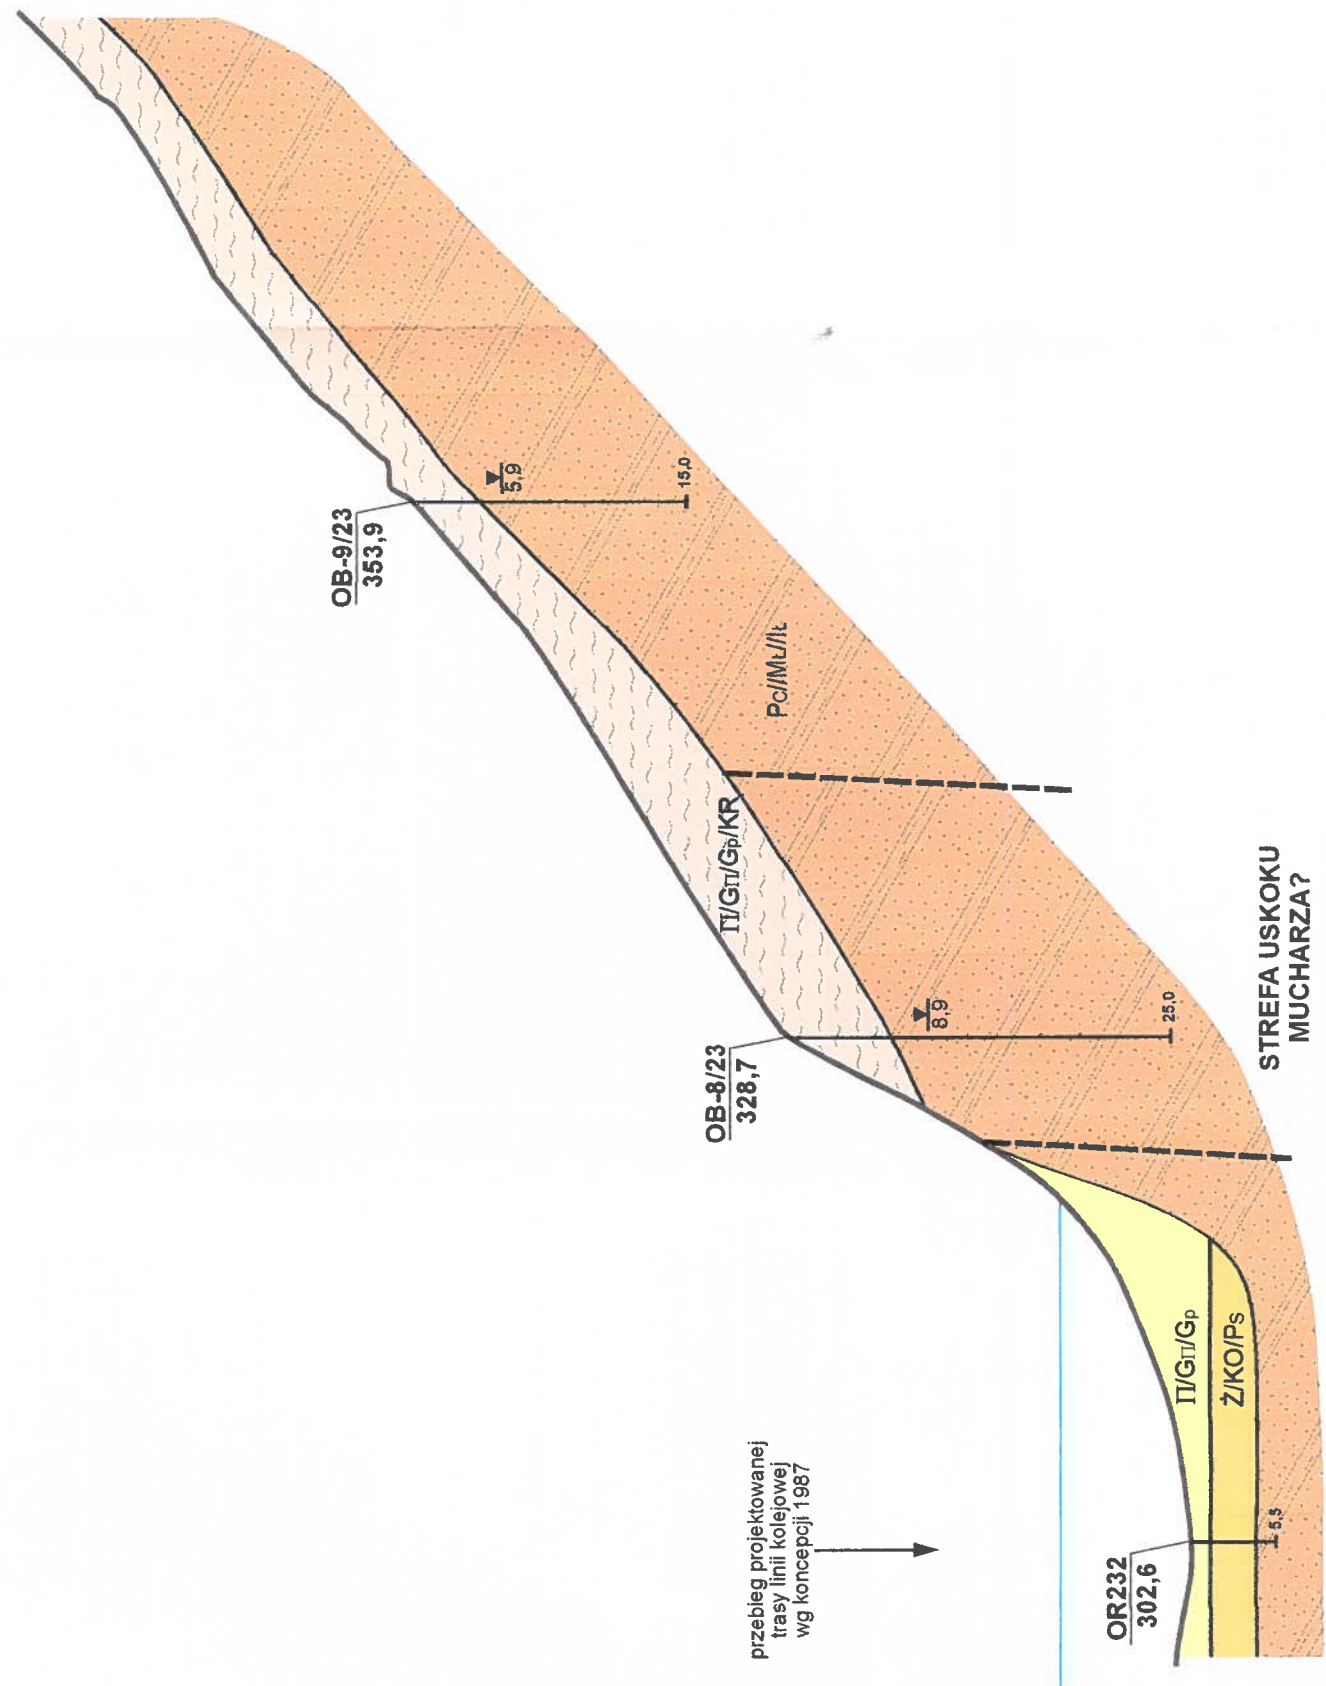 OB-9/23
353,9
5,9
15,0
Pc//Mł//Ił
Π/GΠ/Gp/KR
OB-8/23
328,7
8,9
25,0
STREFA USKOKU
MUCHARZA?
Π/GΠ/Gp
Ż/KO/Ps
przebieg projektowanej
trasy linii kolejowej
wg koncepcji 1987
OR232
302,6
5,5